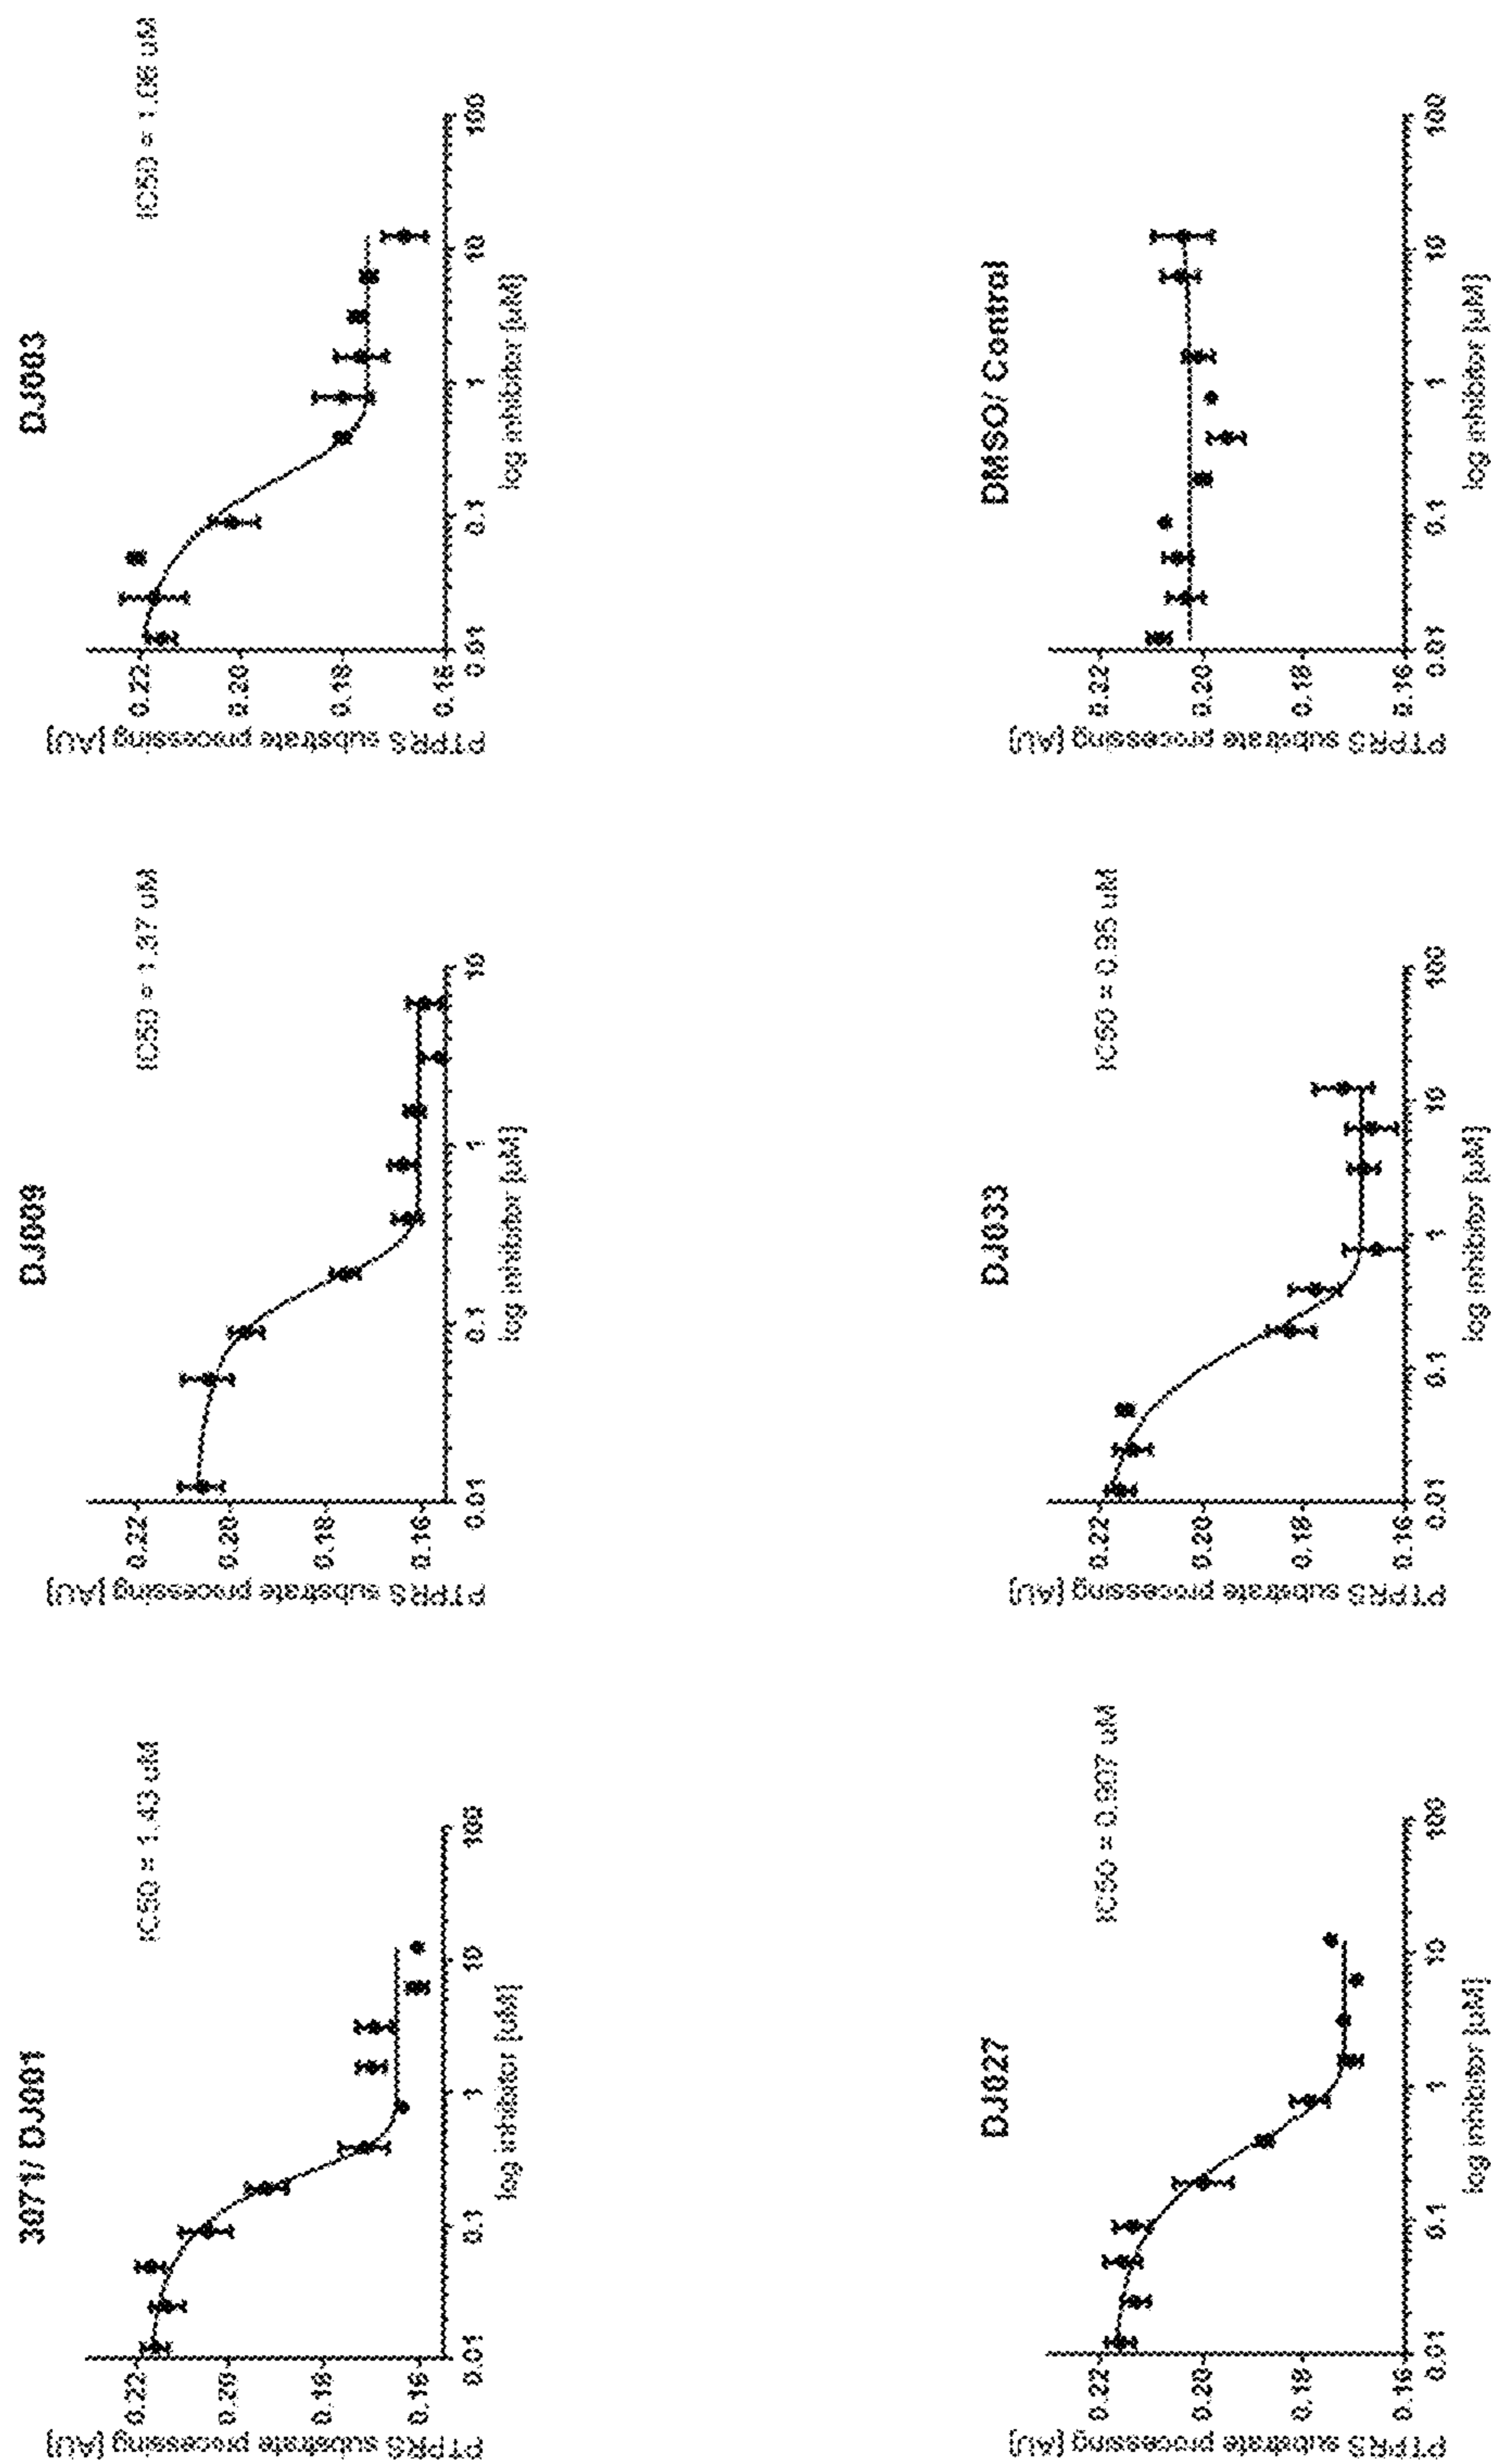 3071/ DJ001
IC50 = 1.43 uM
PTPRS substrate processing [AU]
0.22
0.20
0.18
0.16
0.01
0.1
1
10
100
log inhibitor [uM]
DJ009
IC50 = 1.37 uM
PTPRS substrate processing [AU]
0.22
0.20
0.18
0.16
0.01
0.1
1
10
log inhibitor [uM]
DJ003
IC50 = 1.08 uM
PTPRS substrate processing [AU]
0.22
0.20
0.18
0.16
0.01
0.1
1
10
100
log inhibitor [uM]
DJ027
IC50 = 0.907 uM
PTPRS substrate processing [AU]
0.22
0.20
0.18
0.16
0.01
0.1
1
10
100
log inhibitor [uM]
DJ033
IC50 = 0.95 uM
PTPRS substrate processing [AU]
0.22
0.20
0.18
0.16
0.01
0.1
1
10
100
log inhibitor [uM]
DMSO/ Control
PTPRS substrate processing [AU]
0.22
0.20
0.18
0.16
0.01
0.1
1
10
100
log inhibitor [uM]